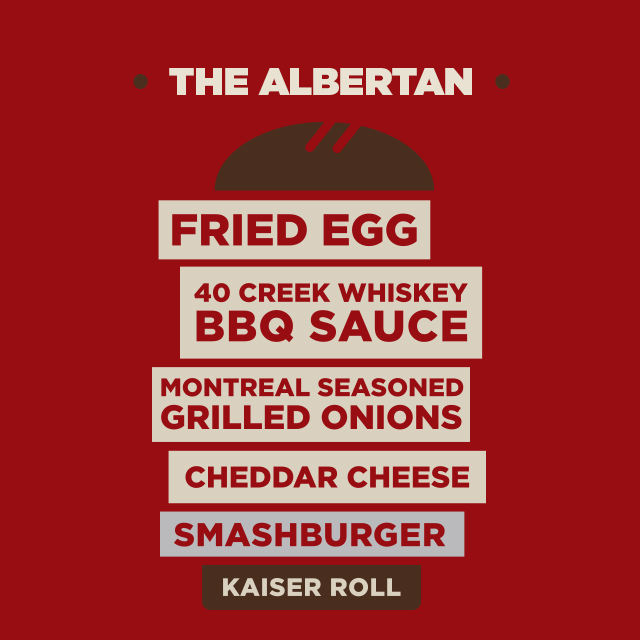 THE ALBERTAN
FRIED EGG
40 CREEK WHISKEY
BBQ SAUCE
MONTREAL SEASONED
GRILLED ONIONS
CHEDDAR CHEESE
SMASHBURGER
KAISER ROLL